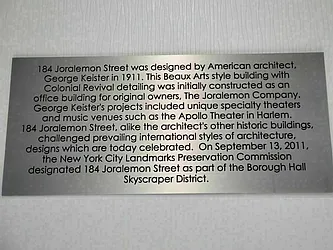 184 Joralemon Street was designed by American architect,
George Keister in 1911. This Beaux Arts style building with
Colonial Revival detailing was initially constructed as an
office building for original owners, The Joralemon Company.
George Keister's projects included unique specialty theaters
and music venues such as the Apollo Theater in Harlem.
184 Joralemon Street, alike the architect's other historic buildings,
challenged prevailing international styles of architecture,
designs which are today celebrated. On September 13, 2011,
the New York City Landmarks Preservation Commission
designated 184 Joralemon Street as part of the Borough Hall
Skyscraper District.